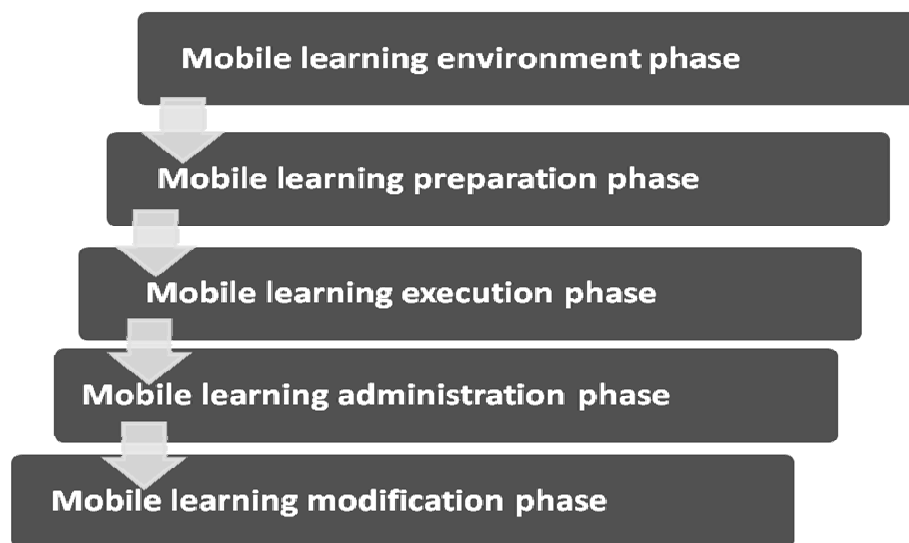 Mobile learning environment phase
Mobile learning preparation phase
Mobile learning execution phase
Mobile learning administration phase
Mobile learning modification phase